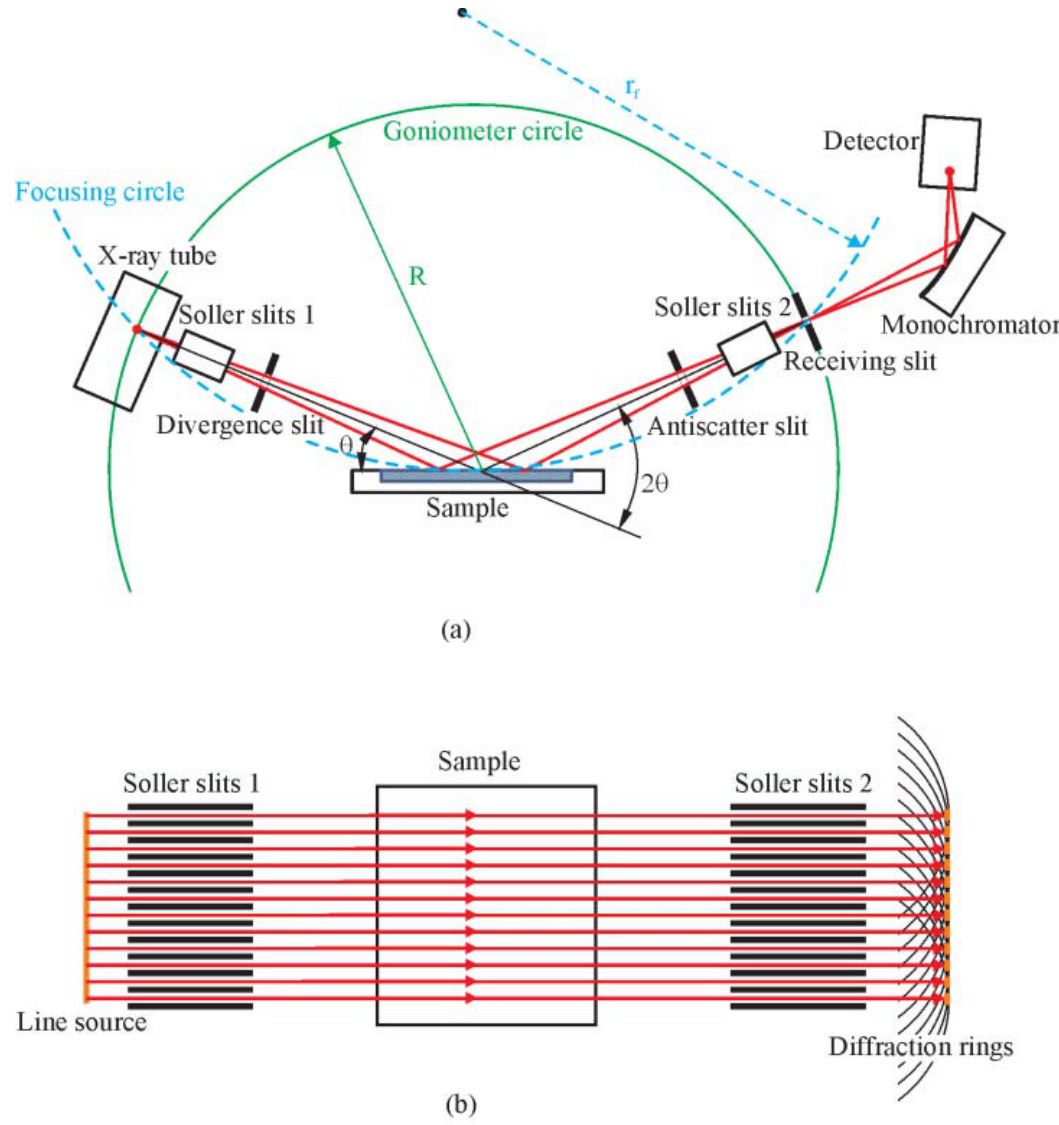 r_f
Goniometer circle
Detector
Focusing circle
X-ray tube
R
Soller slits 1
Soller slits 2
Monochromator
Receiving slit
Divergence slit
Antiscatter slit
θ
2θ
Sample
(a)
Sample
Soller slits 1
Soller slits 2
Line source
Diffraction rings
(b)